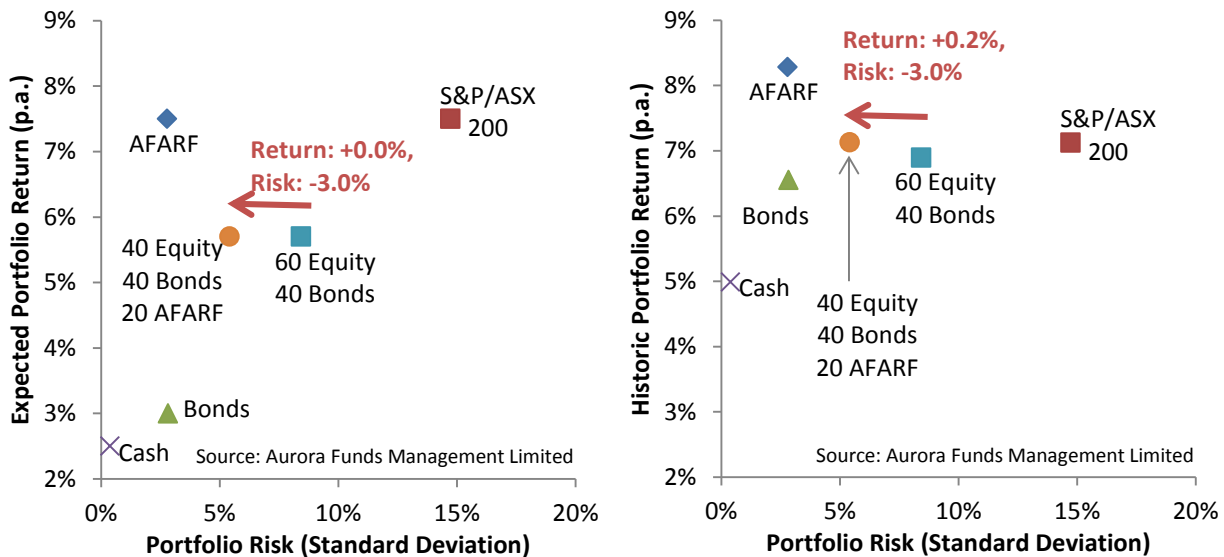 9%
8%
7%
6%
5%
4%
3%
2%
Expected Portfolio Return (p.a.)
AFARF
S&P/ASX
200
Return: +0.0%,
Risk: -3.0%
40 Equity
40 Bonds
20 AFARF
60 Equity
40 Bonds
Bonds
Cash
Source: Aurora Funds Management Limited
0%
5%
10%
15%
20%
Portfolio Risk (Standard Deviation)
9%
8%
7%
6%
5%
4%
3%
2%
Historic Portfolio Return (p.a.)
Return: +0.2%,
Risk: -3.0%
AFARF
S&P/ASX
200
60 Equity
40 Bonds
Bonds
Cash
40 Equity
40 Bonds
20 AFARF
Source: Aurora Funds Management Limited
0%
5%
10%
15%
20%
Portfolio Risk (Standard Deviation)